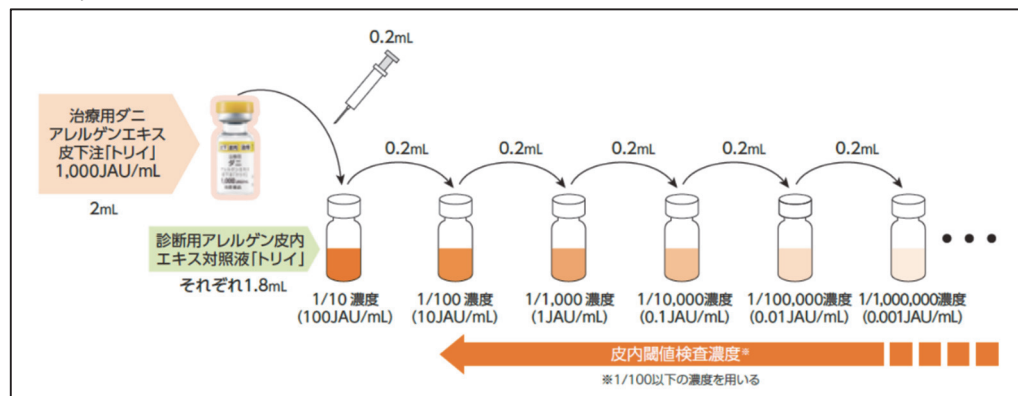 0.2mL
治療用ダニ
アレルゲンエキス
皮下注「トリイ」
1,000JAU/mL
2mL
治療用
ダニ
0.2mL
0.2mL
0.2mL
0.2mL
0.2mL
診断用アレルゲン皮内
エキス対照液「トリイ」
それぞれ1.8mL
1/10 濃度
(100JAU/mL)
1/100 濃度
(10JAU/mL)
1/1,000 濃度
(1JAU/mL)
1/10,000濃度
(0.1JAU/mL)
1/100,000濃度
(0.01JAU/mL)
1/1,000,000濃度
(0.001JAU/mL)
皮内閾値検査濃度※
※1/100以下の濃度を用いる